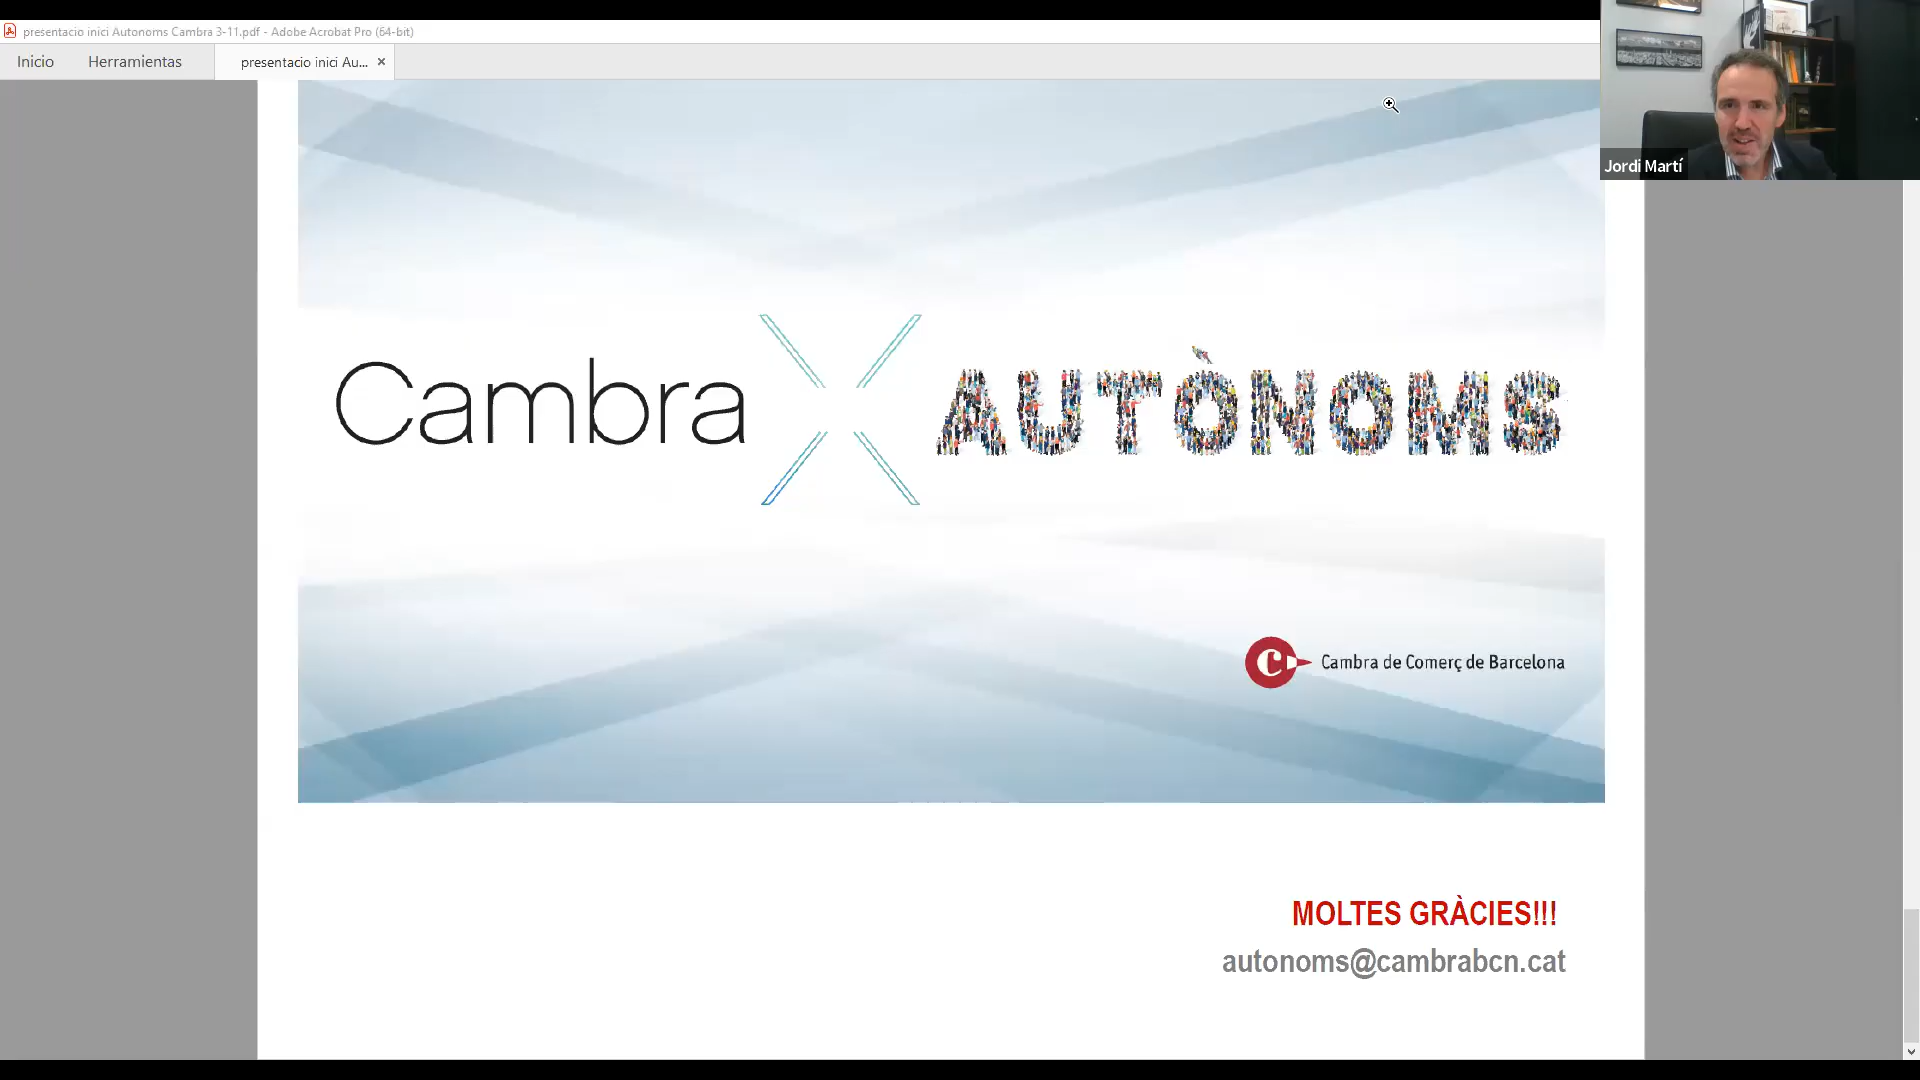 presentacio inici Autonoms Cambra 3-11.pdf - Adobe Acrobat Pro (64-bit)
Inicio
Herramientas
presentacio inici Au...
Jordi Martí
Cambra X AUTÒNOMS
Cambra de Comerç de Barcelona
MOLTES GRÀCIES!!!
autonoms@cambrabcn.cat